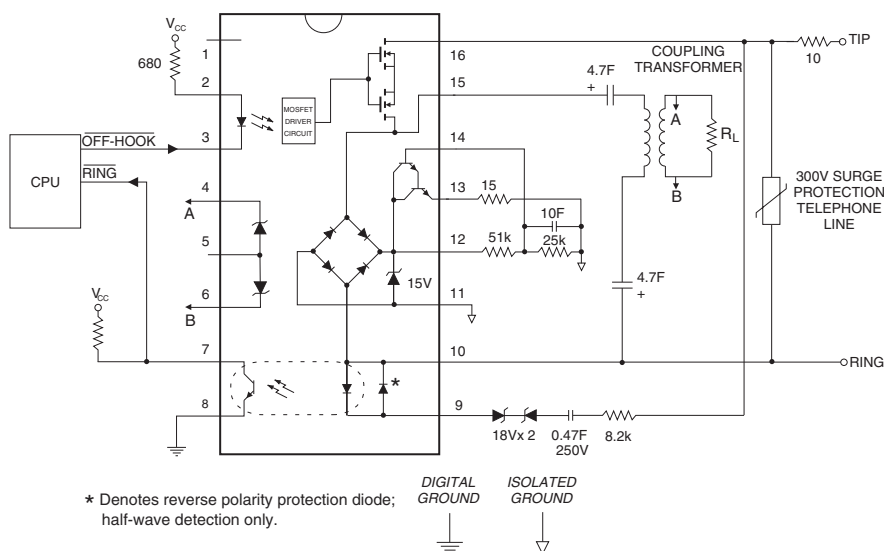 VCC
680
1
2
3
4
5
6
7
8
16
15
14
13
12
11
10
9
MOSFET
DRIVER
CIRCUIT
CPU
OFF-HOOK
RING
A
B
VCC
15V
*
15
10F
51k
25k
4.7F
+
4.7F
+
COUPLING
TRANSFORMER
A
B
RL
TIP
10
300V SURGE
PROTECTION
TELEPHONE
LINE
RING
18Vx 2
0.47F
250V
8.2k
* Denotes reverse polarity protection diode;
half-wave detection only.
DIGITAL
GROUND
ISOLATED
GROUND